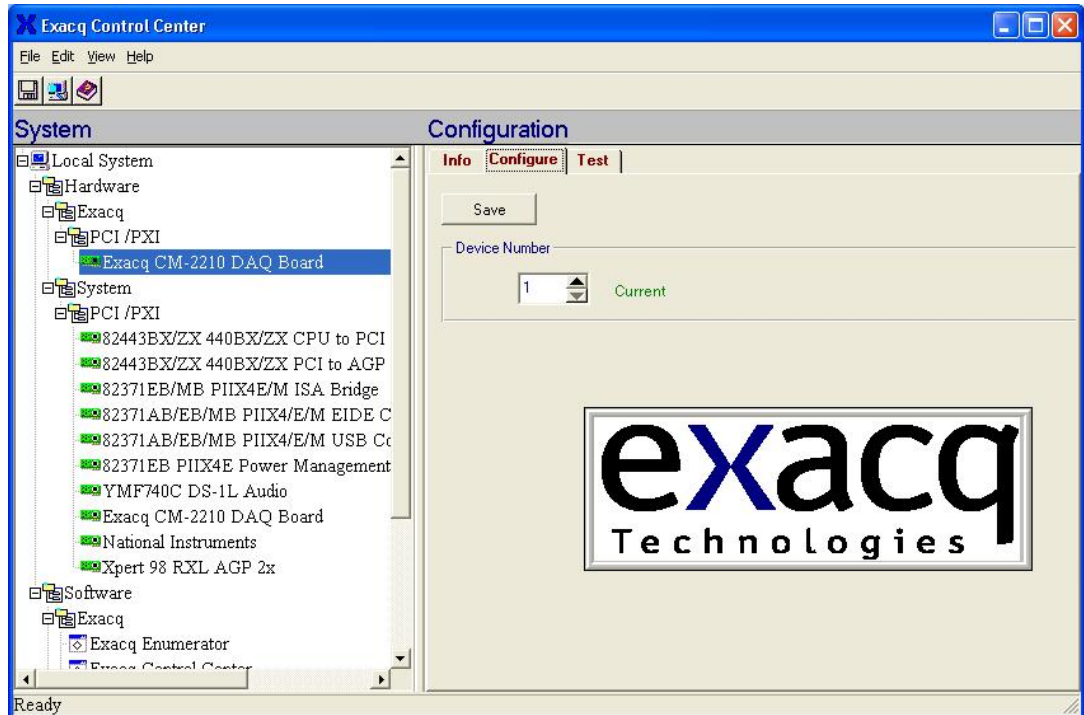 Exacq Control Center
File Edit View Help
System
Configuration
Local System
Hardware
Exacq
PCI /PXI
Exacq CM-2210 DAQ Board
System
PCI /PXI
82443BX/ZX 440BX/ZX CPU to PCI
82443BX/ZX 440BX/ZX PCI to AGP
82371EB/MB PIIX4E/M ISA Bridge
82371AB/EB/MB PIIX4/E/M EIDE C
82371AB/EB/MB PIIX4/E/M USB Co
82371EB PIIX4E Power Management
YMF740C DS-1L Audio
Exacq CM-2210 DAQ Board
National Instruments
Xpert 98 RXL AGP 2x
Software
Exacq
Exacq Enumerator
Exacq Control Center
Info Configure Test
Save
Device Number
1 Current
exacq
Technologies
Ready